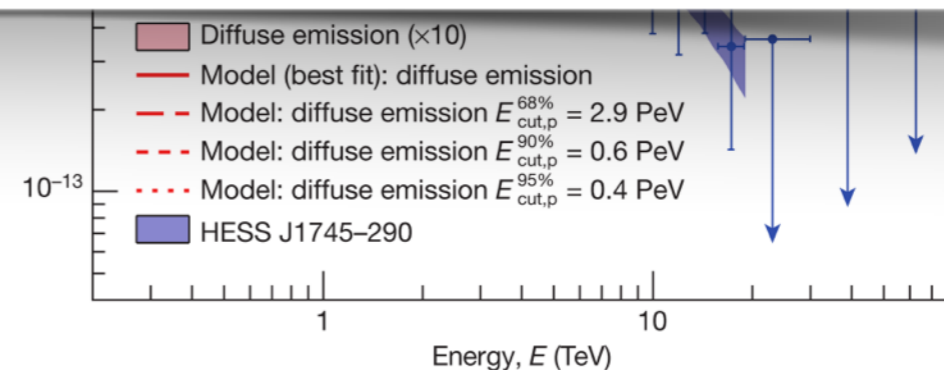 Diffuse emission (×10)
Model (best fit): diffuse emission
Model: diffuse emission E^68%_cut,p = 2.9 PeV
Model: diffuse emission E^90%_cut,p = 0.6 PeV
10^−13
Model: diffuse emission E^95%_cut,p = 0.4 PeV
HESS J1745–290
1 10
Energy, E (TeV)